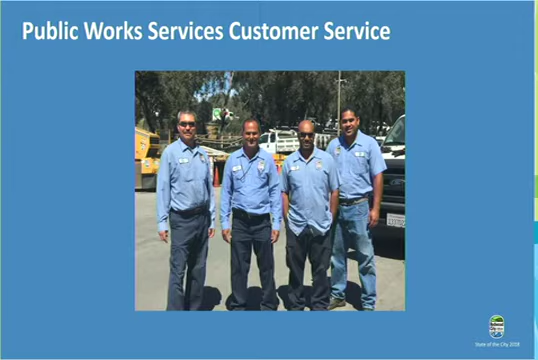 Public Works Services Customer Service
State of the City 2018